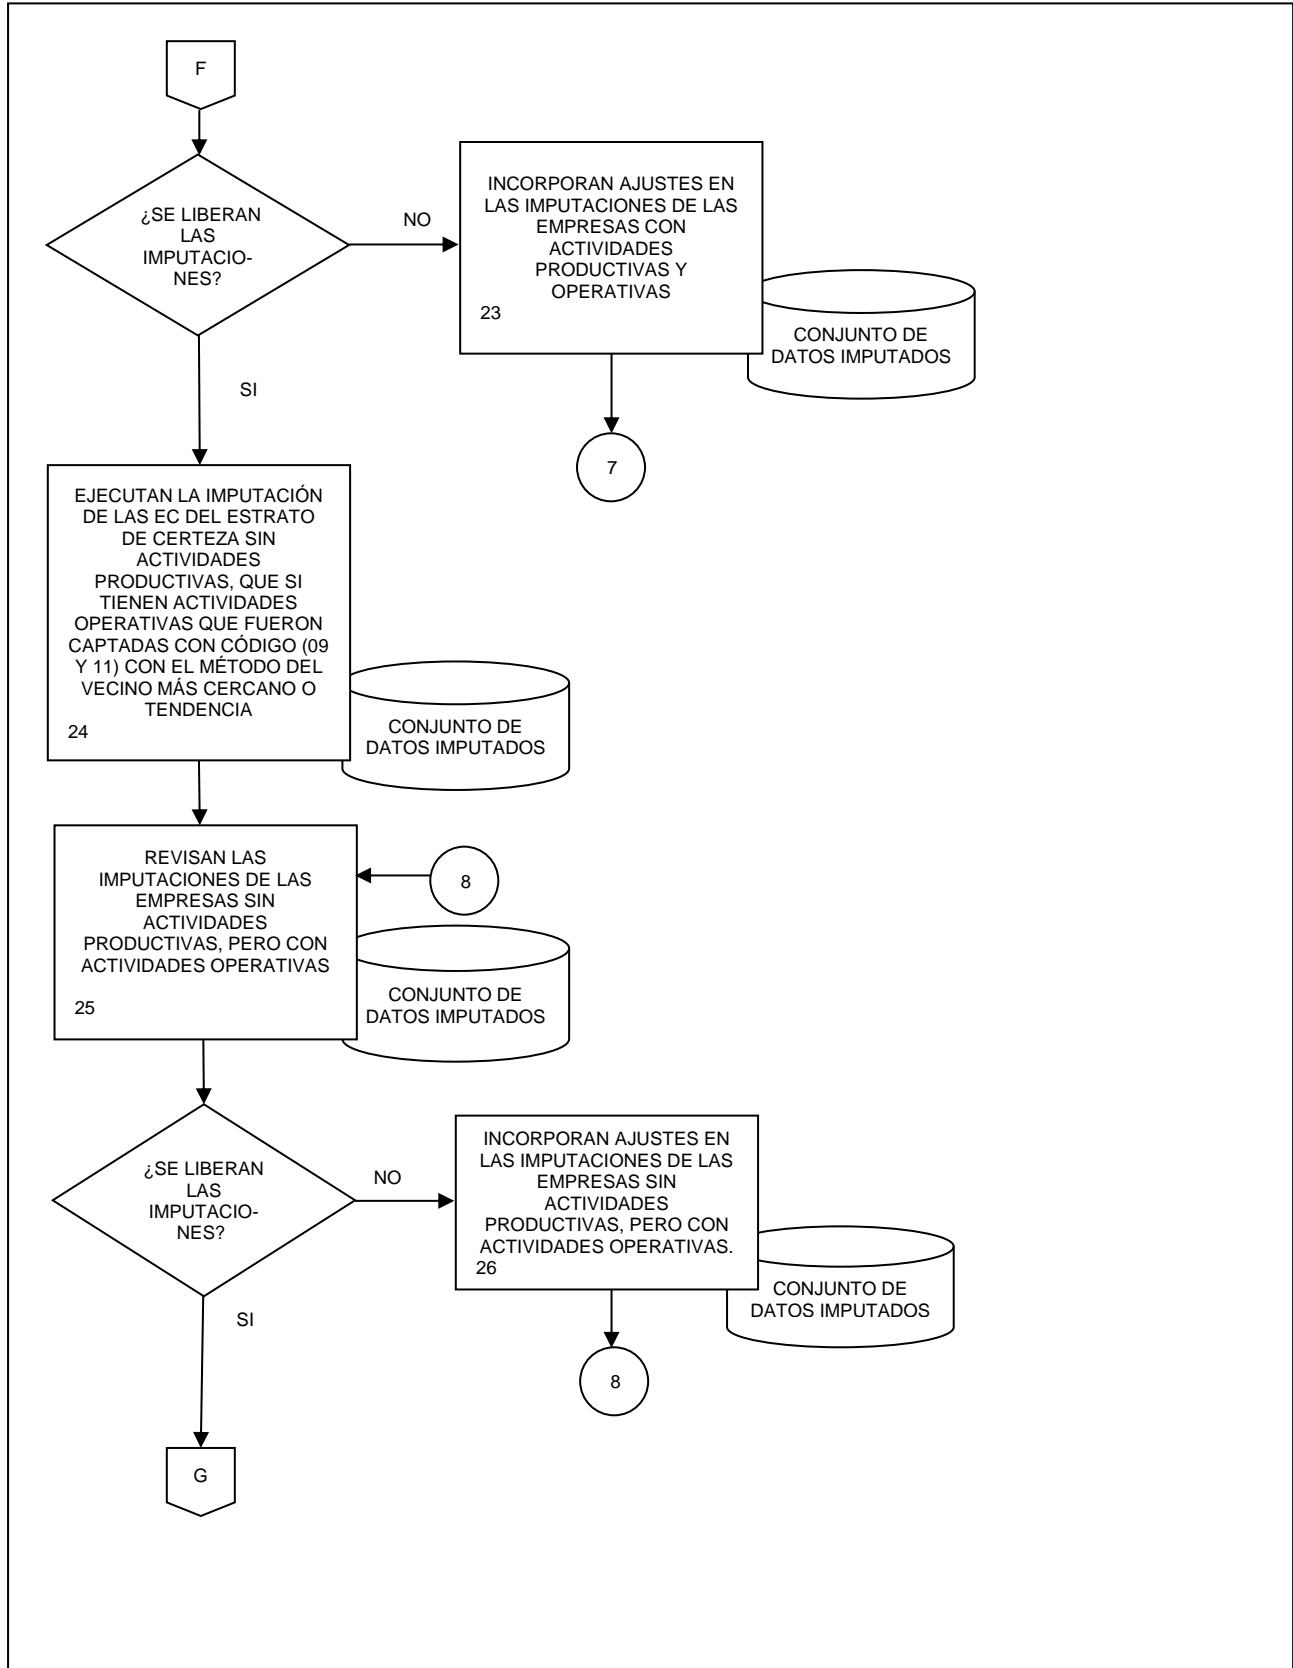 F
¿SE LIBERAN
LAS
IMPUTACIO-
NES?
NO
INCORPORAN AJUSTES EN
LAS IMPUTACIONES DE LAS
EMPRESAS CON
ACTIVIDADES
PRODUCTIVAS Y
OPERATIVAS
23
CONJUNTO DE
DATOS IMPUTADOS
7
SI
EJECUTAN LA IMPUTACIÓN
DE LAS EC DEL ESTRATO
DE CERTEZA SIN
ACTIVIDADES
PRODUCTIVAS, QUE SI
TIENEN ACTIVIDADES
OPERATIVAS QUE FUERON
CAPTADAS CON CÓDIGO (09
Y 11) CON EL MÉTODO DEL
VECINO MÁS CERCANO O
TENDENCIA
24
CONJUNTO DE
DATOS IMPUTADOS
REVISAN LAS
IMPUTACIONES DE LAS
EMPRESAS SIN
ACTIVIDADES
PRODUCTIVAS, PERO CON
ACTIVIDADES OPERATIVAS
25
8
CONJUNTO DE
DATOS IMPUTADOS
¿SE LIBERAN
LAS
IMPUTACIO-
NES?
NO
INCORPORAN AJUSTES EN
LAS IMPUTACIONES DE LAS
EMPRESAS SIN
ACTIVIDADES
PRODUCTIVAS, PERO CON
ACTIVIDADES OPERATIVAS.
26
CONJUNTO DE
DATOS IMPUTADOS
8
SI
G